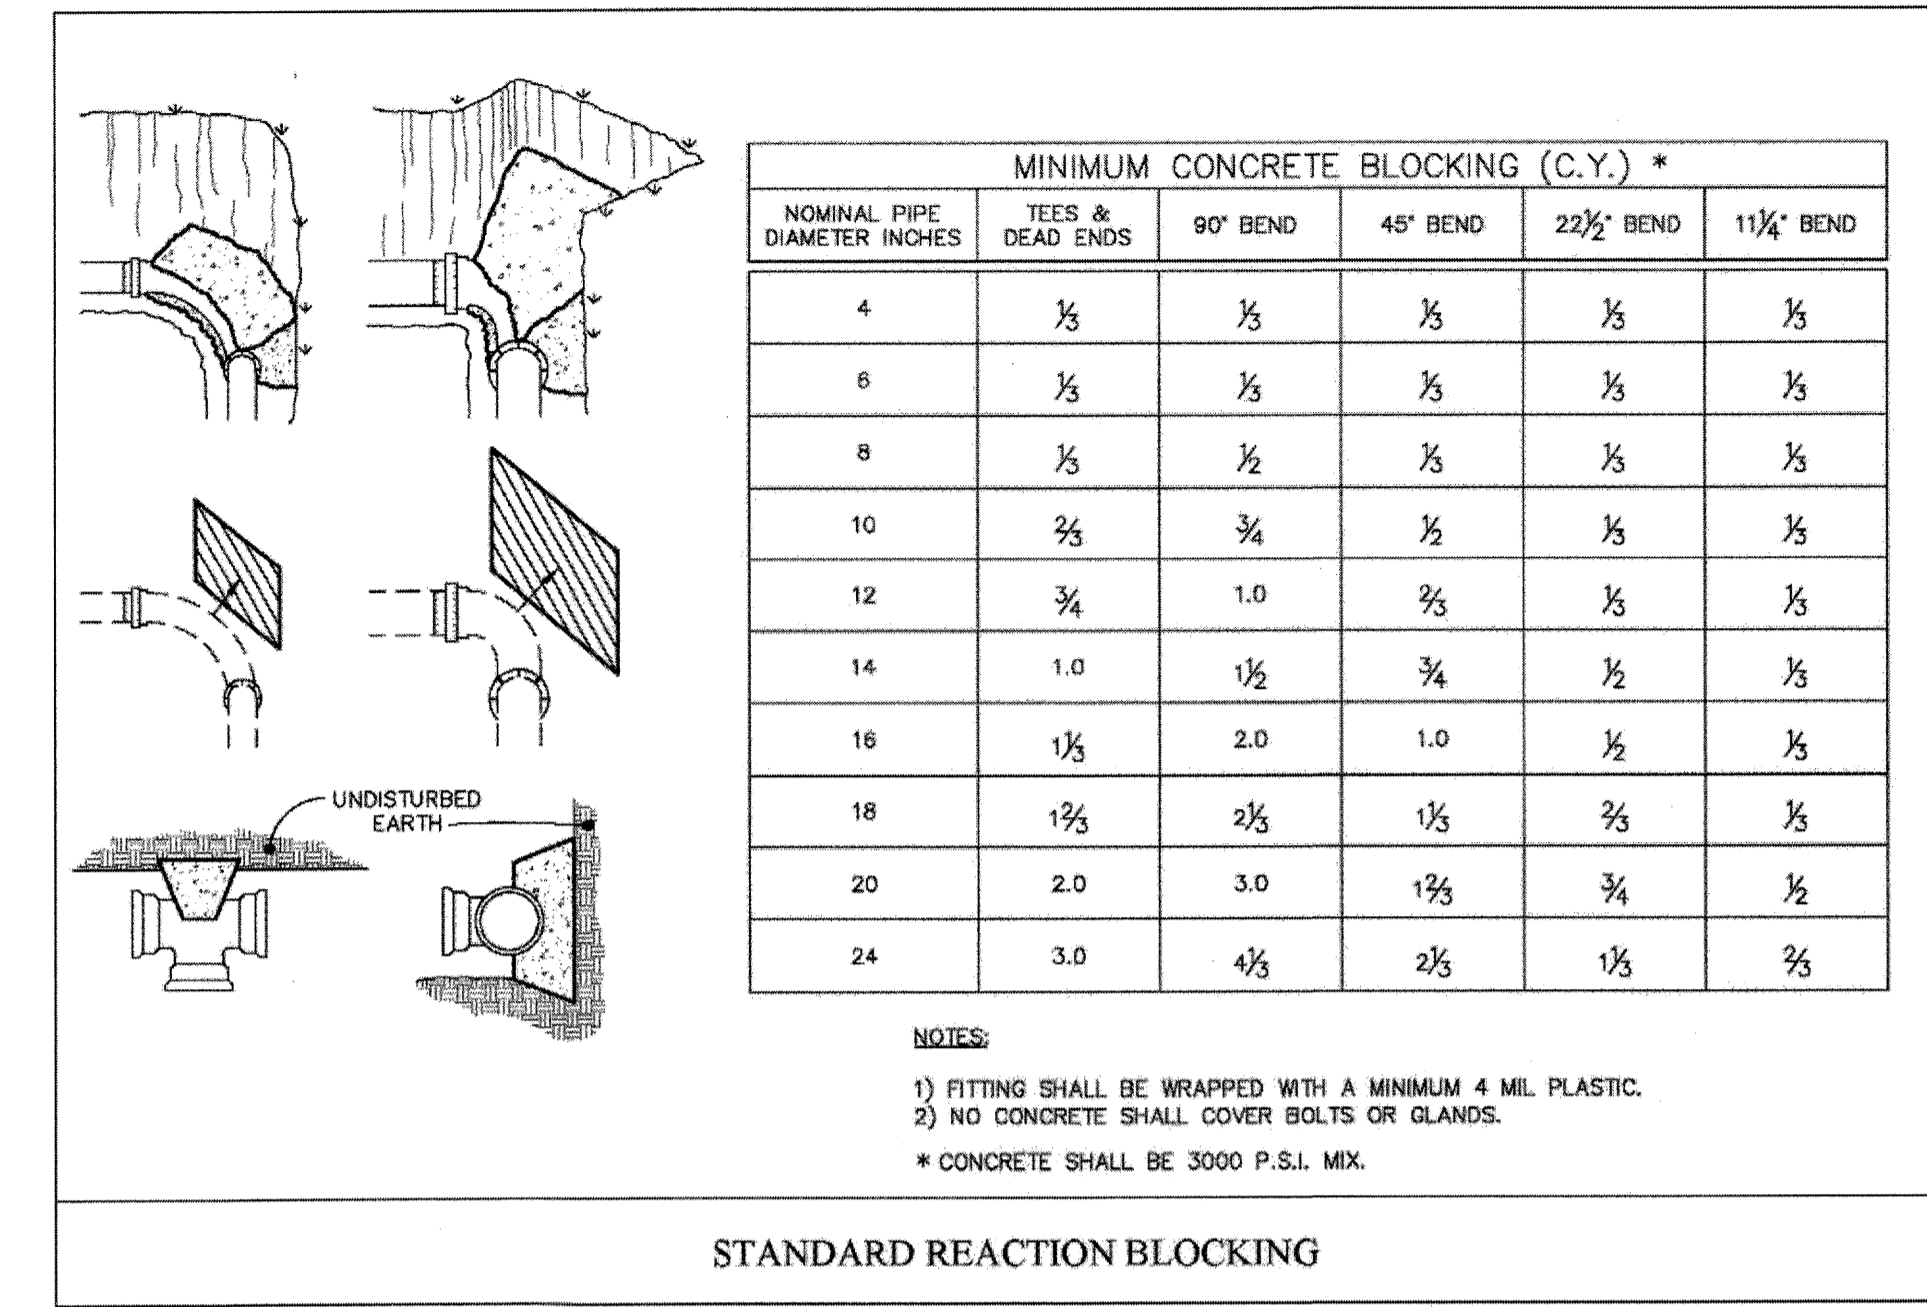 MINIMUM CONCRETE BLOCKING (C.Y.) *
NOMINAL PIPE DIAMETER INCHES TEES & DEAD ENDS 90° BEND 45° BEND 22½° BEND 11¼° BEND
4 ⅓ ⅓ ⅓ ⅓ ⅓
6 ⅓ ⅓ ⅓ ⅓ ⅓
8 ⅓ ½ ⅓ ⅓ ⅓
10 ⅔ ¾ ½ ⅓ ⅓
12 ¾ 1.0 ⅔ ⅓ ⅓
14 1.0 1½ ¾ ½ ⅓
16 1⅓ 2.0 1.0 ½ ⅓
18 1⅔ 2⅓ 1⅓ ⅔ ⅓
20 2.0 3.0 1⅔ ¾ ½
24 3.0 4⅓ 2⅓ 1⅓ ⅔
UNDISTURBED
EARTH
NOTES:
1) FITTING SHALL BE WRAPPED WITH A MINIMUM 4 MIL PLASTIC.
2) NO CONCRETE SHALL COVER BOLTS OR GLANDS.
* CONCRETE SHALL BE 3000 P.S.I. MIX.
STANDARD REACTION BLOCKING